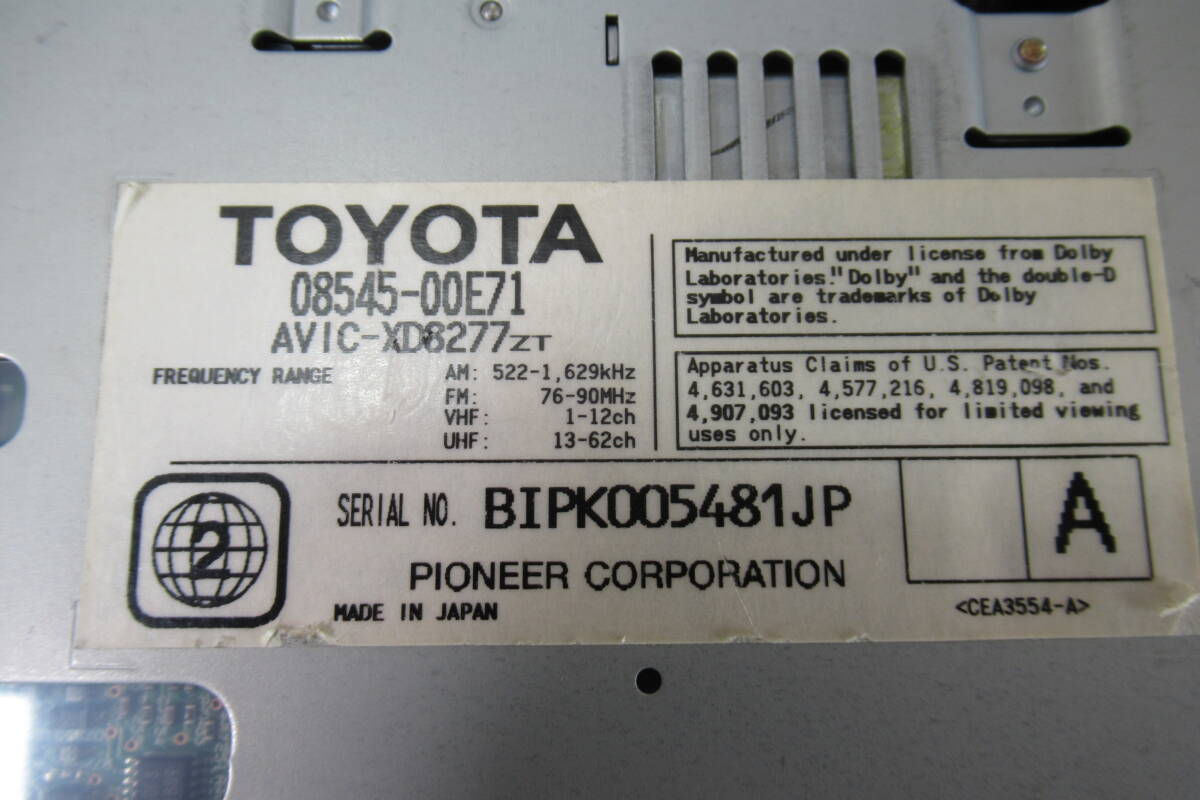 TOYOTA
08545-00E71
AVIC-XD8277ZT
FREQUENCY RANGE AM: 522-1,629kHz
FM: 76-90MHz
VHF: 1-12ch
UHF: 13-62ch
Manufactured under license from Dolby
Laboratories."Dolby" and the double-D
symbol are trademarks of Dolby
Laboratories.
Apparatus Claims of U.S. Patent Nos.
4,631,603, 4,577,216, 4,819,098, and
4,907,093 licensed for limited viewing
uses only.
2
SERIAL NO. BIPK005481JP
A
PIONEER CORPORATION
MADE IN JAPAN
<CEA3554-A>